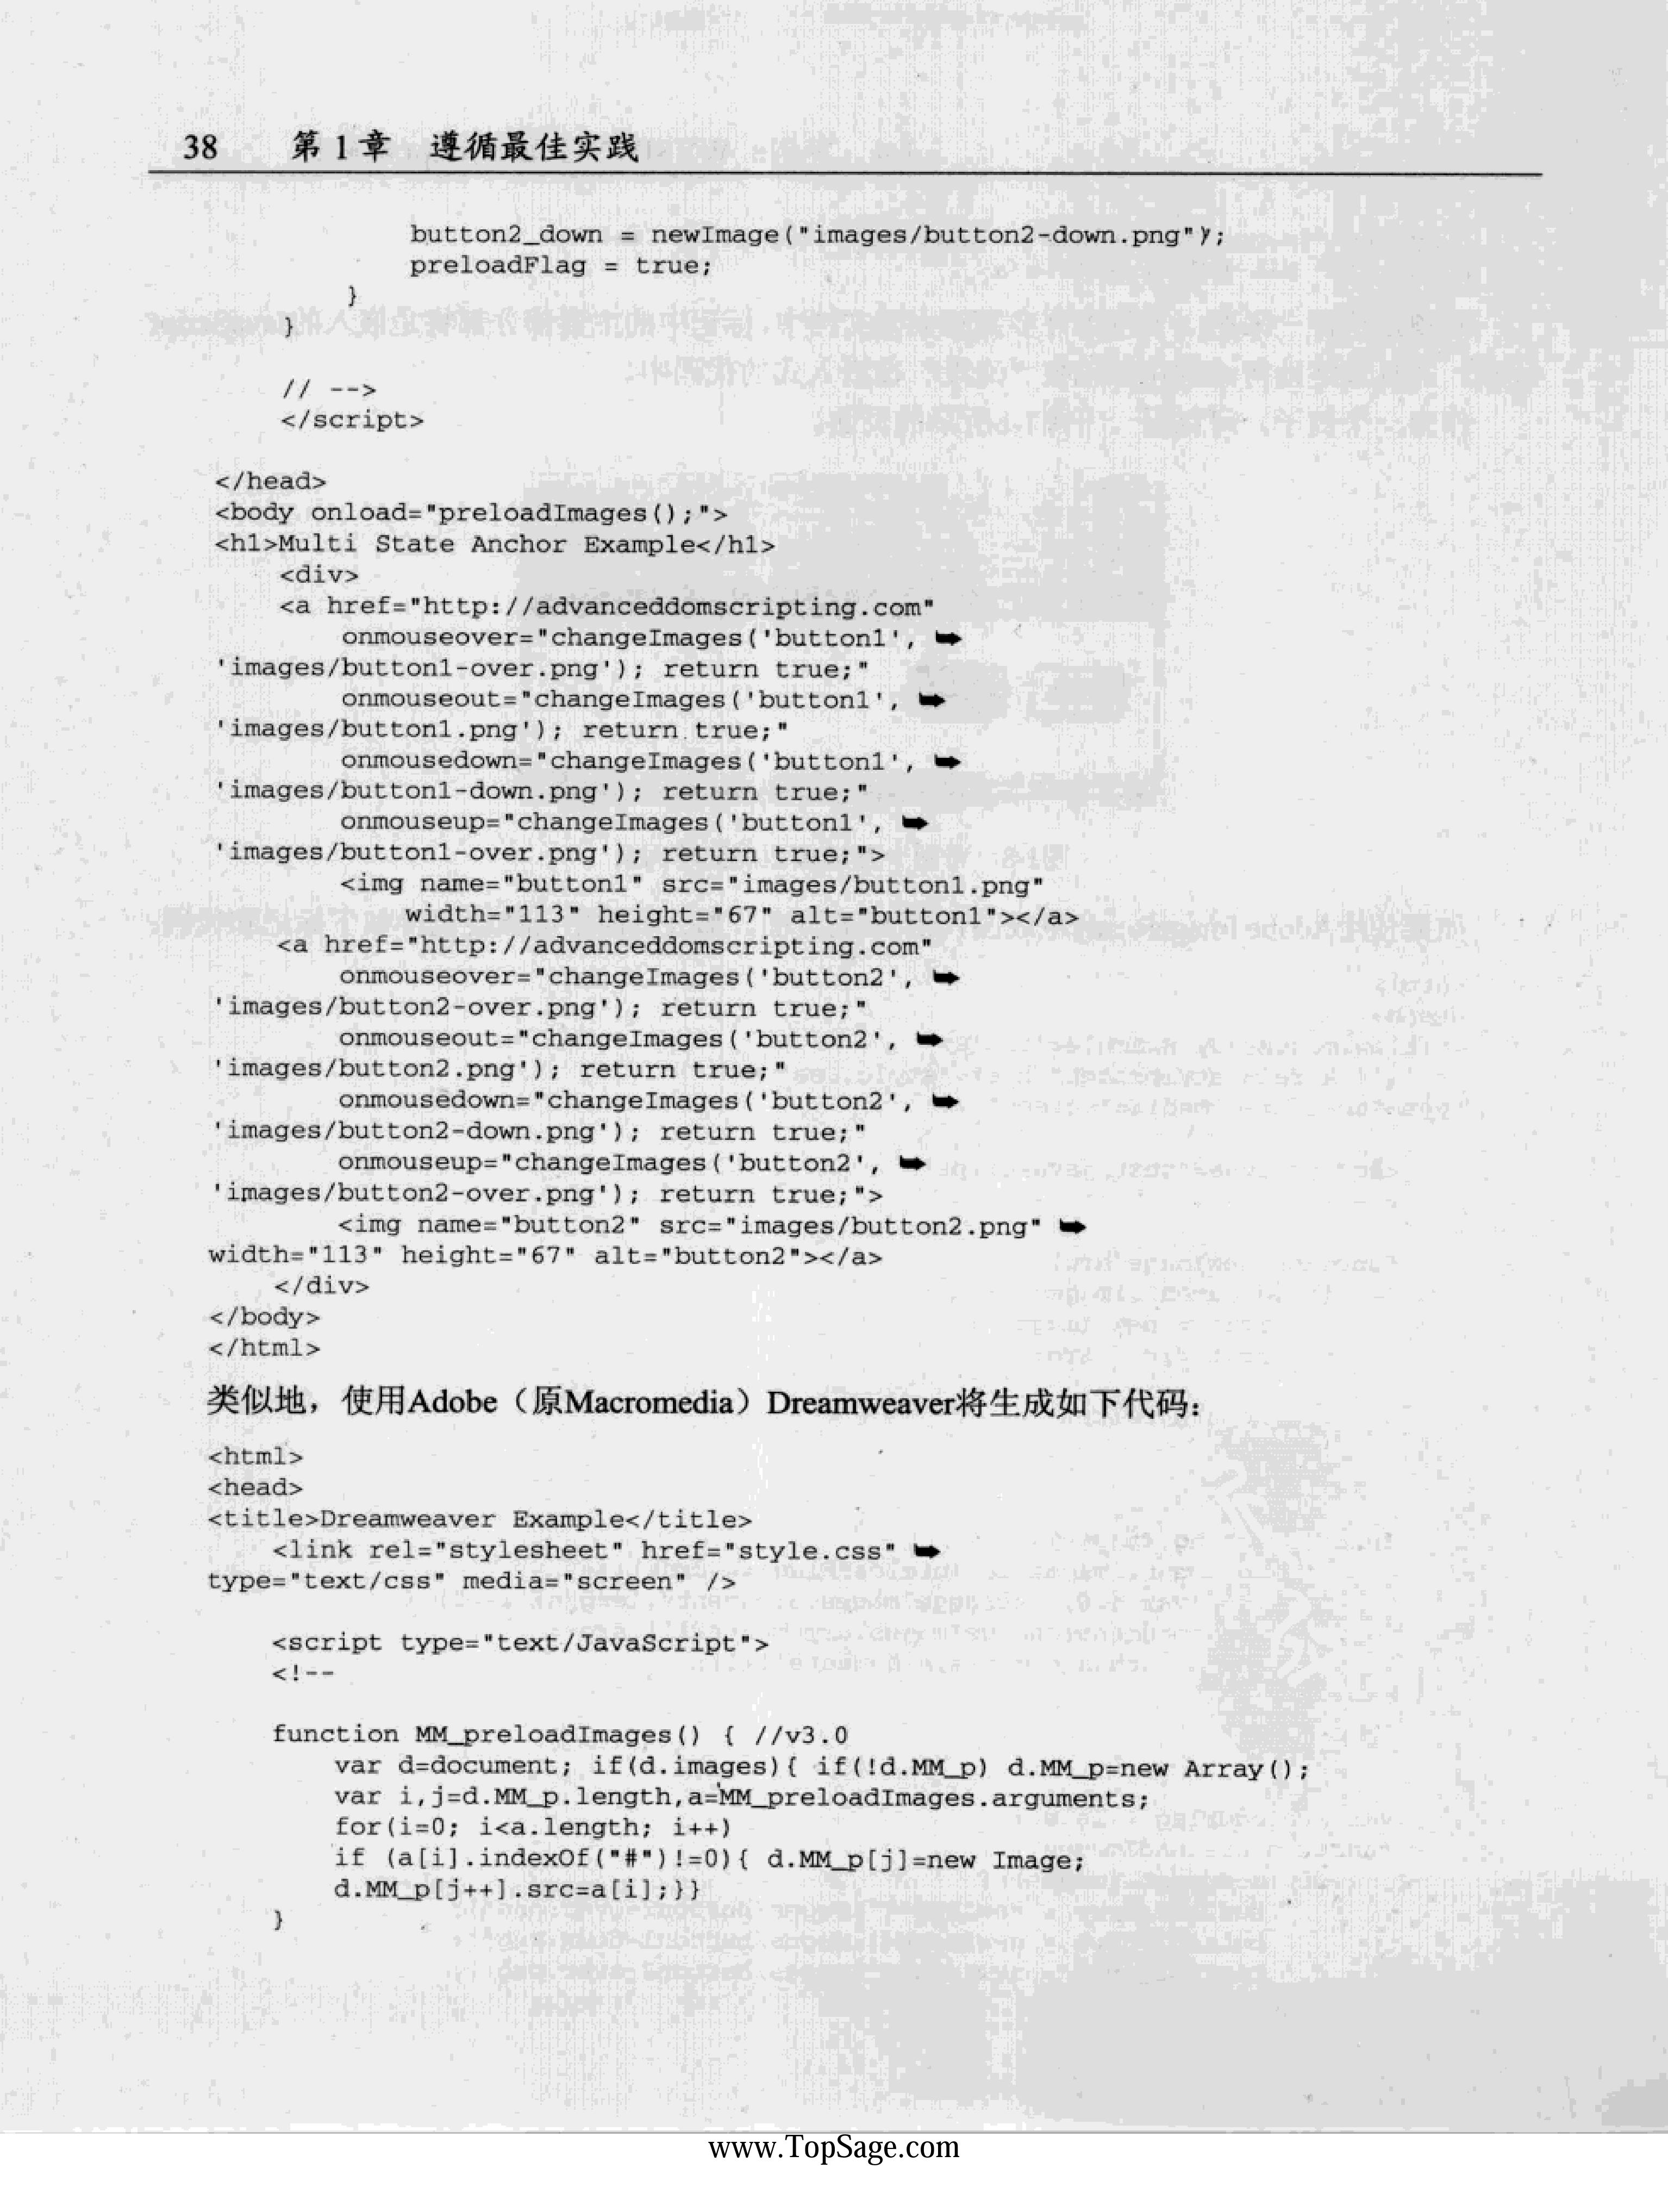 38 第 1 章 遵循最佳实践
button2_down = newImage("images/button2-down.png");
preloadFlag = true;
}
}
// -->
</script>
</head>
<body onload="preloadImages();">
<h1>Multi State Anchor Example</h1>
<div>
<a href="http://advanceddomscripting.com"
onmouseover="changeImages('button1', ➥
'images/button1-over.png'); return true;"
onmouseout="changeImages('button1', ➥
'images/button1.png'); return true;"
onmousedown="changeImages('button1', ➥
'images/button1-down.png'); return true;"
onmouseup="changeImages('button1', ➥
'images/button1-over.png'); return true;">
<img name="button1" src="images/button1.png"
width="113" height="67" alt="button1"></a>
<a href="http://advanceddomscripting.com"
onmouseover="changeImages('button2', ➥
'images/button2-over.png'); return true;"
onmouseout="changeImages('button2', ➥
'images/button2.png'); return true;"
onmousedown="changeImages('button2', ➥
'images/button2-down.png'); return true;"
onmouseup="changeImages('button2', ➥
'images/button2-over.png'); return true;">
<img name="button2" src="images/button2.png" ➥
width="113" height="67" alt="button2"></a>
</div>
</body>
</html>
类似地，使用Adobe（原Macromedia）Dreamweaver将生成如下代码：
<html>
<head>
<title>Dreamweaver Example</title>
<link rel="stylesheet" href="style.css" ➥
type="text/css" media="screen" />
<script type="text/JavaScript">
<!--
function MM_preloadImages() { //v3.0
var d=document; if(d.images){ if(!d.MM_p) d.MM_p=new Array();
var i,j=d.MM_p.length,a=MM_preloadImages.arguments;
for(i=0; i<a.length; i++)
if (a[i].indexOf("#")!=0){ d.MM_p[j]=new Image;
d.MM_p[j++].src=a[i];}}
}
www.TopSage.com